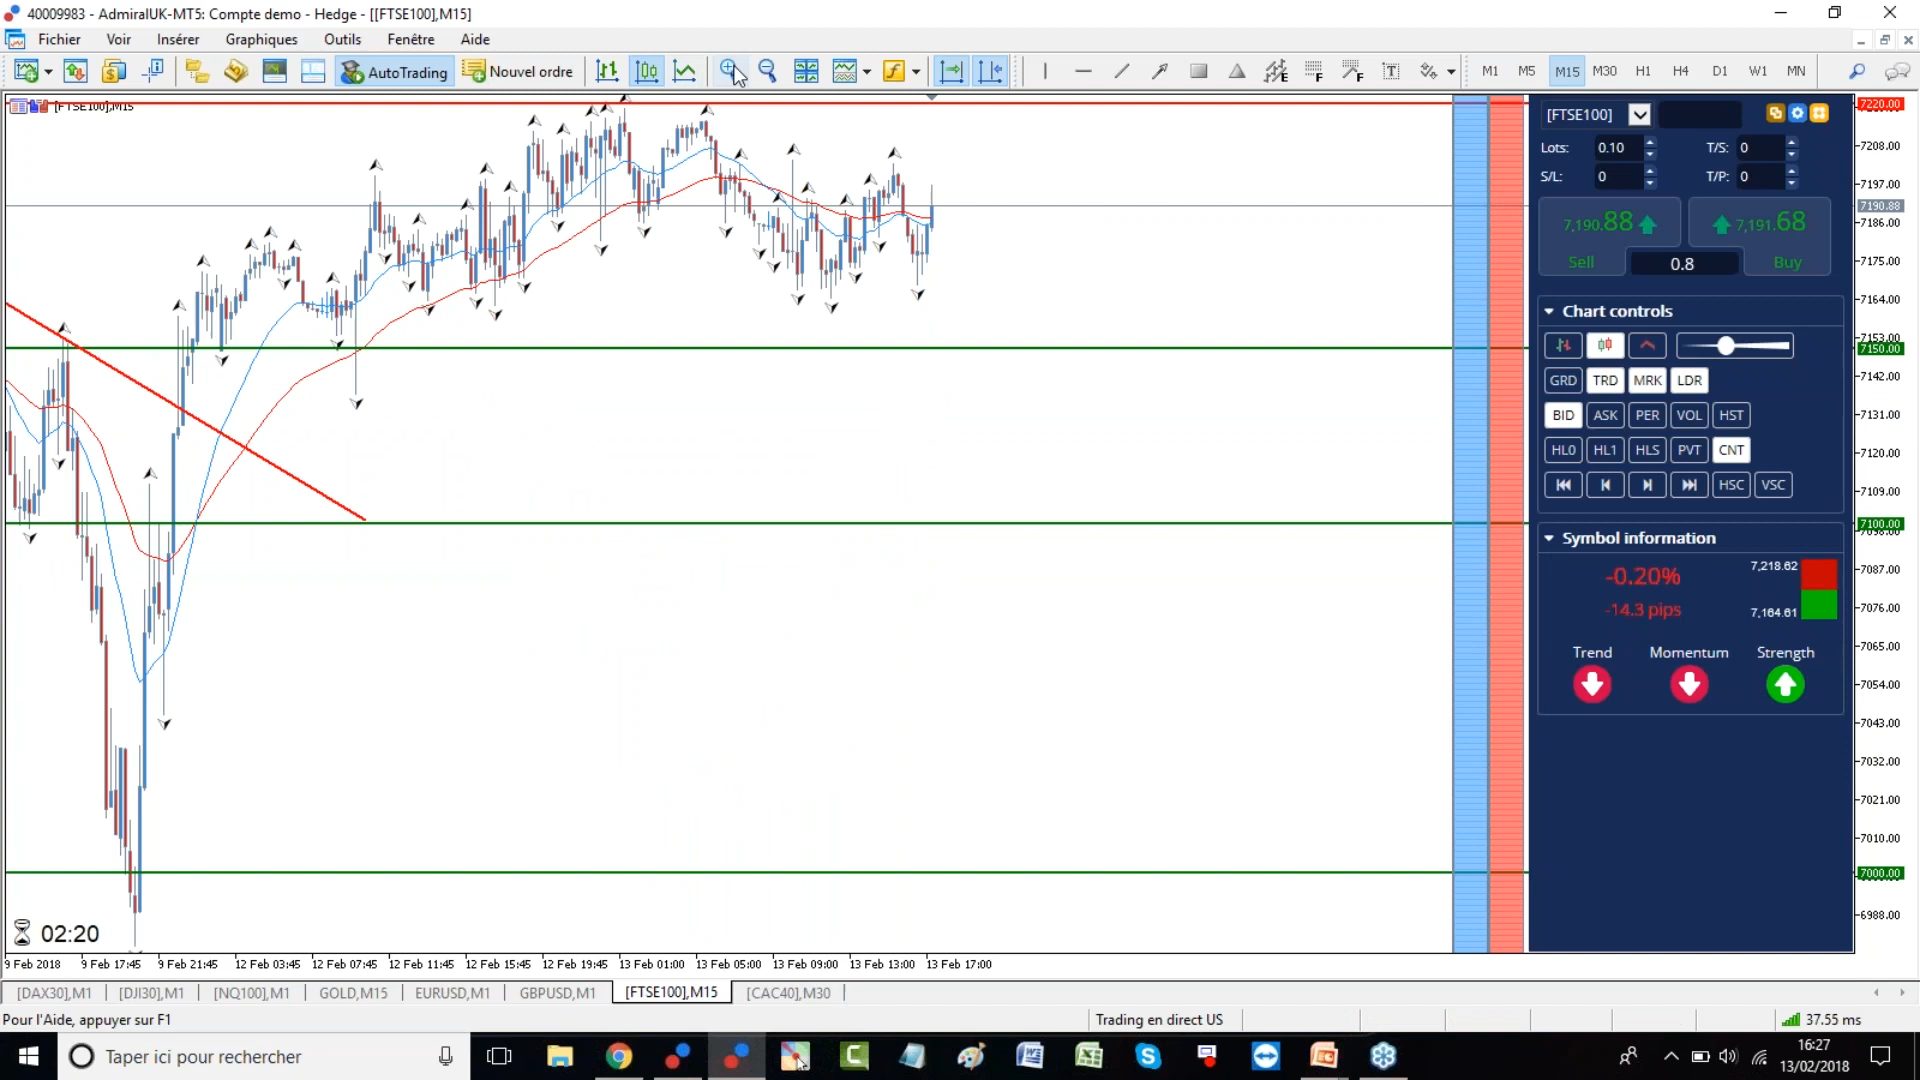 40009983 - AdmiralUK-MT5: Compte demo - Hedge - [[FTSE100],M15]
Fichier Voir Insérer Graphiques Outils Fenêtre Aide
AutoTrading Nouvel ordre M1 M5 M15 M30 H1 H4 D1 W1 MN
[FTSE100],M15
7220.00
7208.00
7197.00
7190.88
7186.00
7175.00
7164.00
7153.00
7150.00
7142.00
7131.00
7120.00
7109.00
7100.00
7087.00
7076.00
7065.00
7054.00
7043.00
7032.00
7021.00
7010.00
7000.00
6988.00
[FTSE100]
Lots: 0.10 T/S: 0
S/L: 0 T/P: 0
7,190.88 7,191.68
Sell 0.8 Buy
Chart controls
GRD TRD MRK LDR
BID ASK PER VOL HST
HL0 HL1 HLS PVT CNT
HSC VSC
Symbol information
-0.20% 7,218.62
-14.3 pips 7,164.61
Trend Momentum Strength
02:20
9 Feb 2018 9 Feb 17:45 9 Feb 21:45 12 Feb 03:45 12 Feb 07:45 12 Feb 11:45 12 Feb 15:45 12 Feb 19:45 13 Feb 01:00 13 Feb 05:00 13 Feb 09:00 13 Feb 13:00 13 Feb 17:00
[DAX30],M1 [DJI30],M1 [NQ100],M1 GOLD,M15 EURUSD,M1 GBPUSD,M1 [FTSE100],M15 [CAC40],M30
Pour l'Aide, appuyer sur F1 Trading en direct US 37.55 ms
Taper ici pour rechercher
16:27
13/02/2018